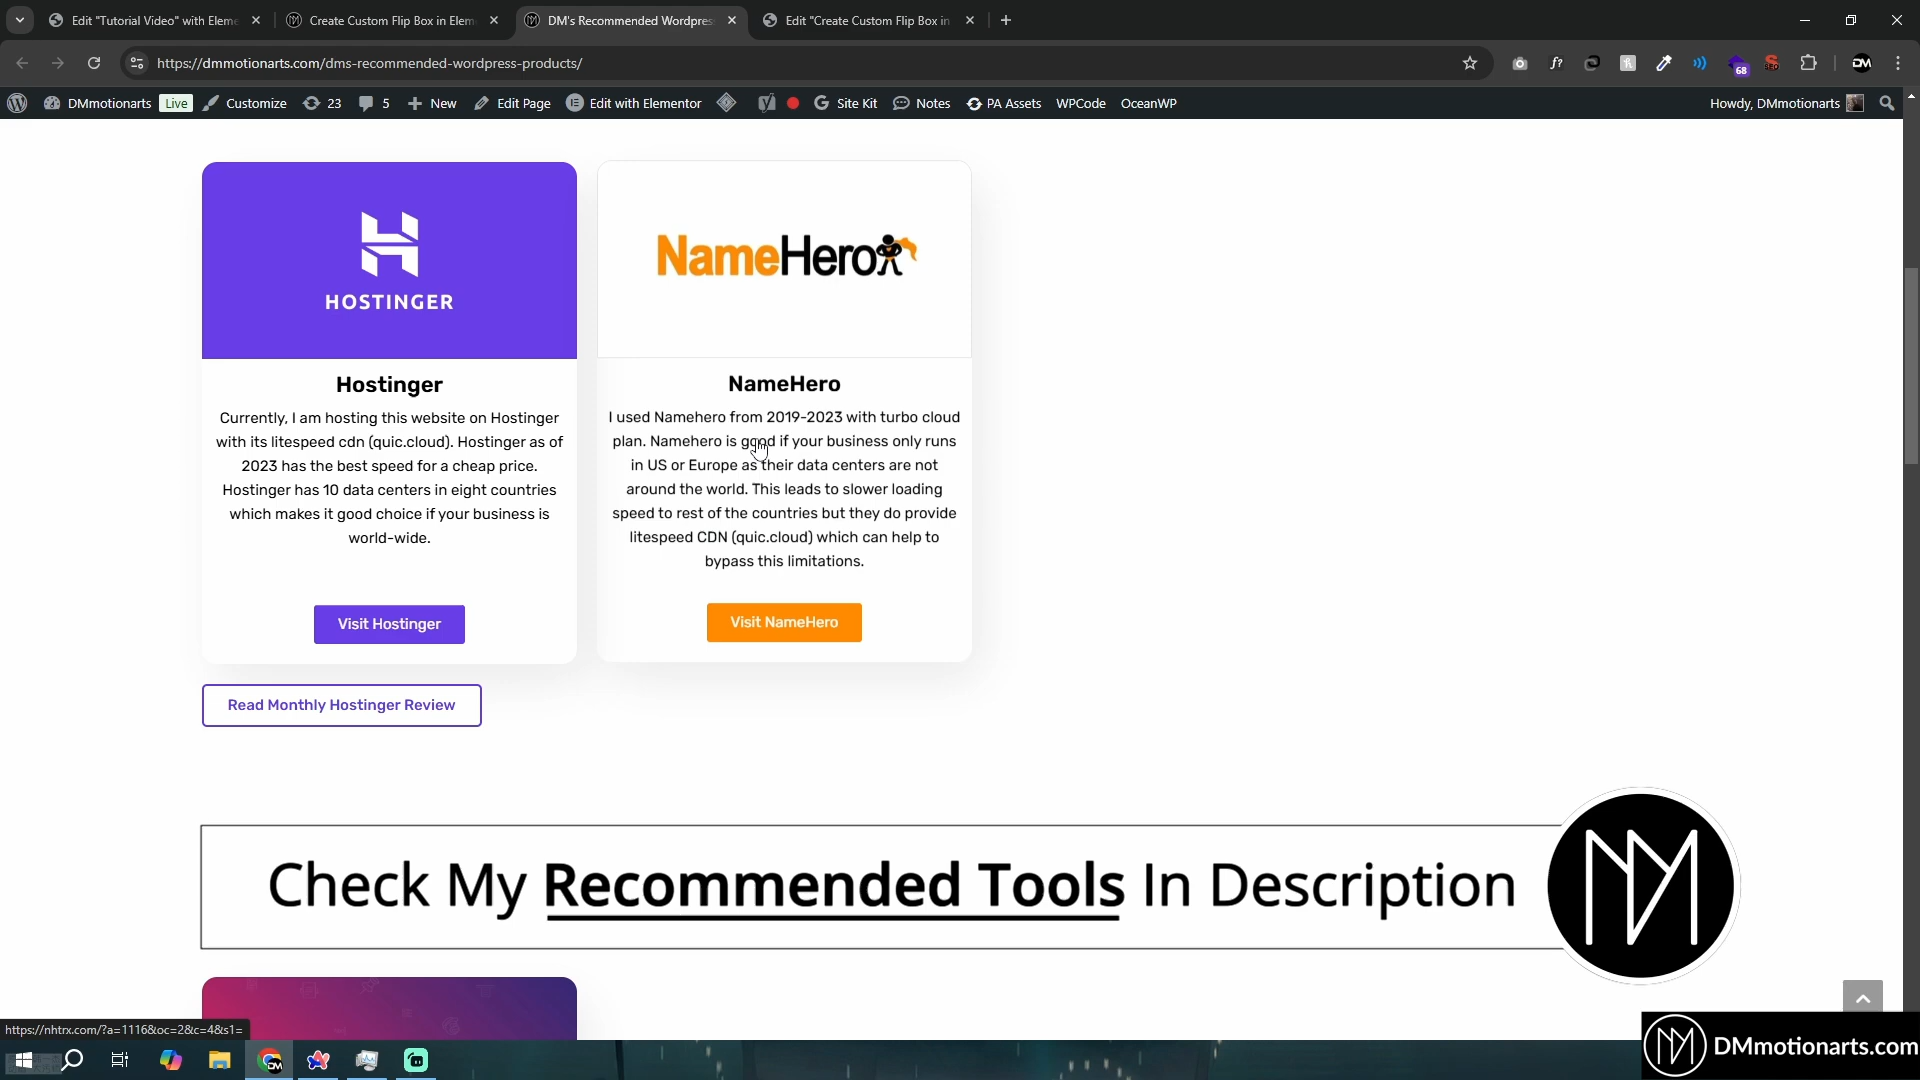 Edit "Tutorial Video" with Eleme
Create Custom Flip Box in Elem
DM's Recommended Wordpres
Edit "Create Custom Flip Box in
https://dmmotionarts.com/dms-recommended-wordpress-products/
68
SEO
DM
DMmotionarts Live Customize 23 5 New Edit Page Edit with Elementor Site Kit Notes PA Assets WPCode OceanWP Howdy, DMmotionarts
HOSTINGER
NameHero
Hostinger
Currently, I am hosting this website on Hostinger
with its litespeed cdn (quic.cloud). Hostinger as of
2023 has the best speed for a cheap price.
Hostinger has 10 data centers in eight countries
which makes it good choice if your business is
world-wide.
Visit Hostinger
NameHero
I used Namehero from 2019-2023 with turbo cloud
plan. Namehero is good if your business only runs
in US or Europe as their data centers are not
around the world. This leads to slower loading
speed to rest of the countries but they do provide
litespeed CDN (quic.cloud) which can help to
bypass this limitations.
Visit NameHero
Read Monthly Hostinger Review
Check My Recommended Tools In Description
https://nhtrx.com/?a=1116&oc=2&c=4&s1=
DMmotionarts.com